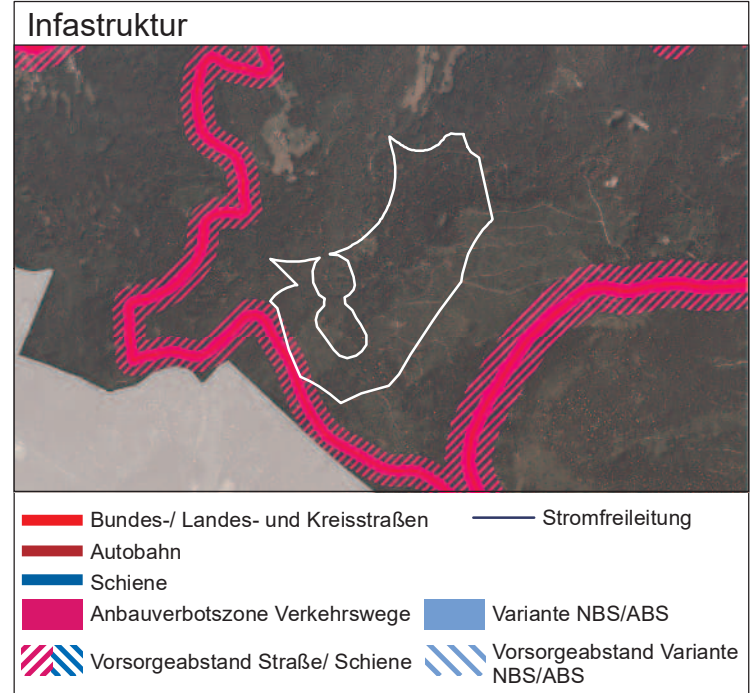 Infastruktur
Bundes-/ Landes- und Kreisstraßen
Stromfreileitung
Autobahn
Schiene
Anbauverbotszone Verkehrswege
Variante NBS/ABS
Vorsorgeabstand Straße/ Schiene
Vorsorgeabstand Variante
NBS/ABS